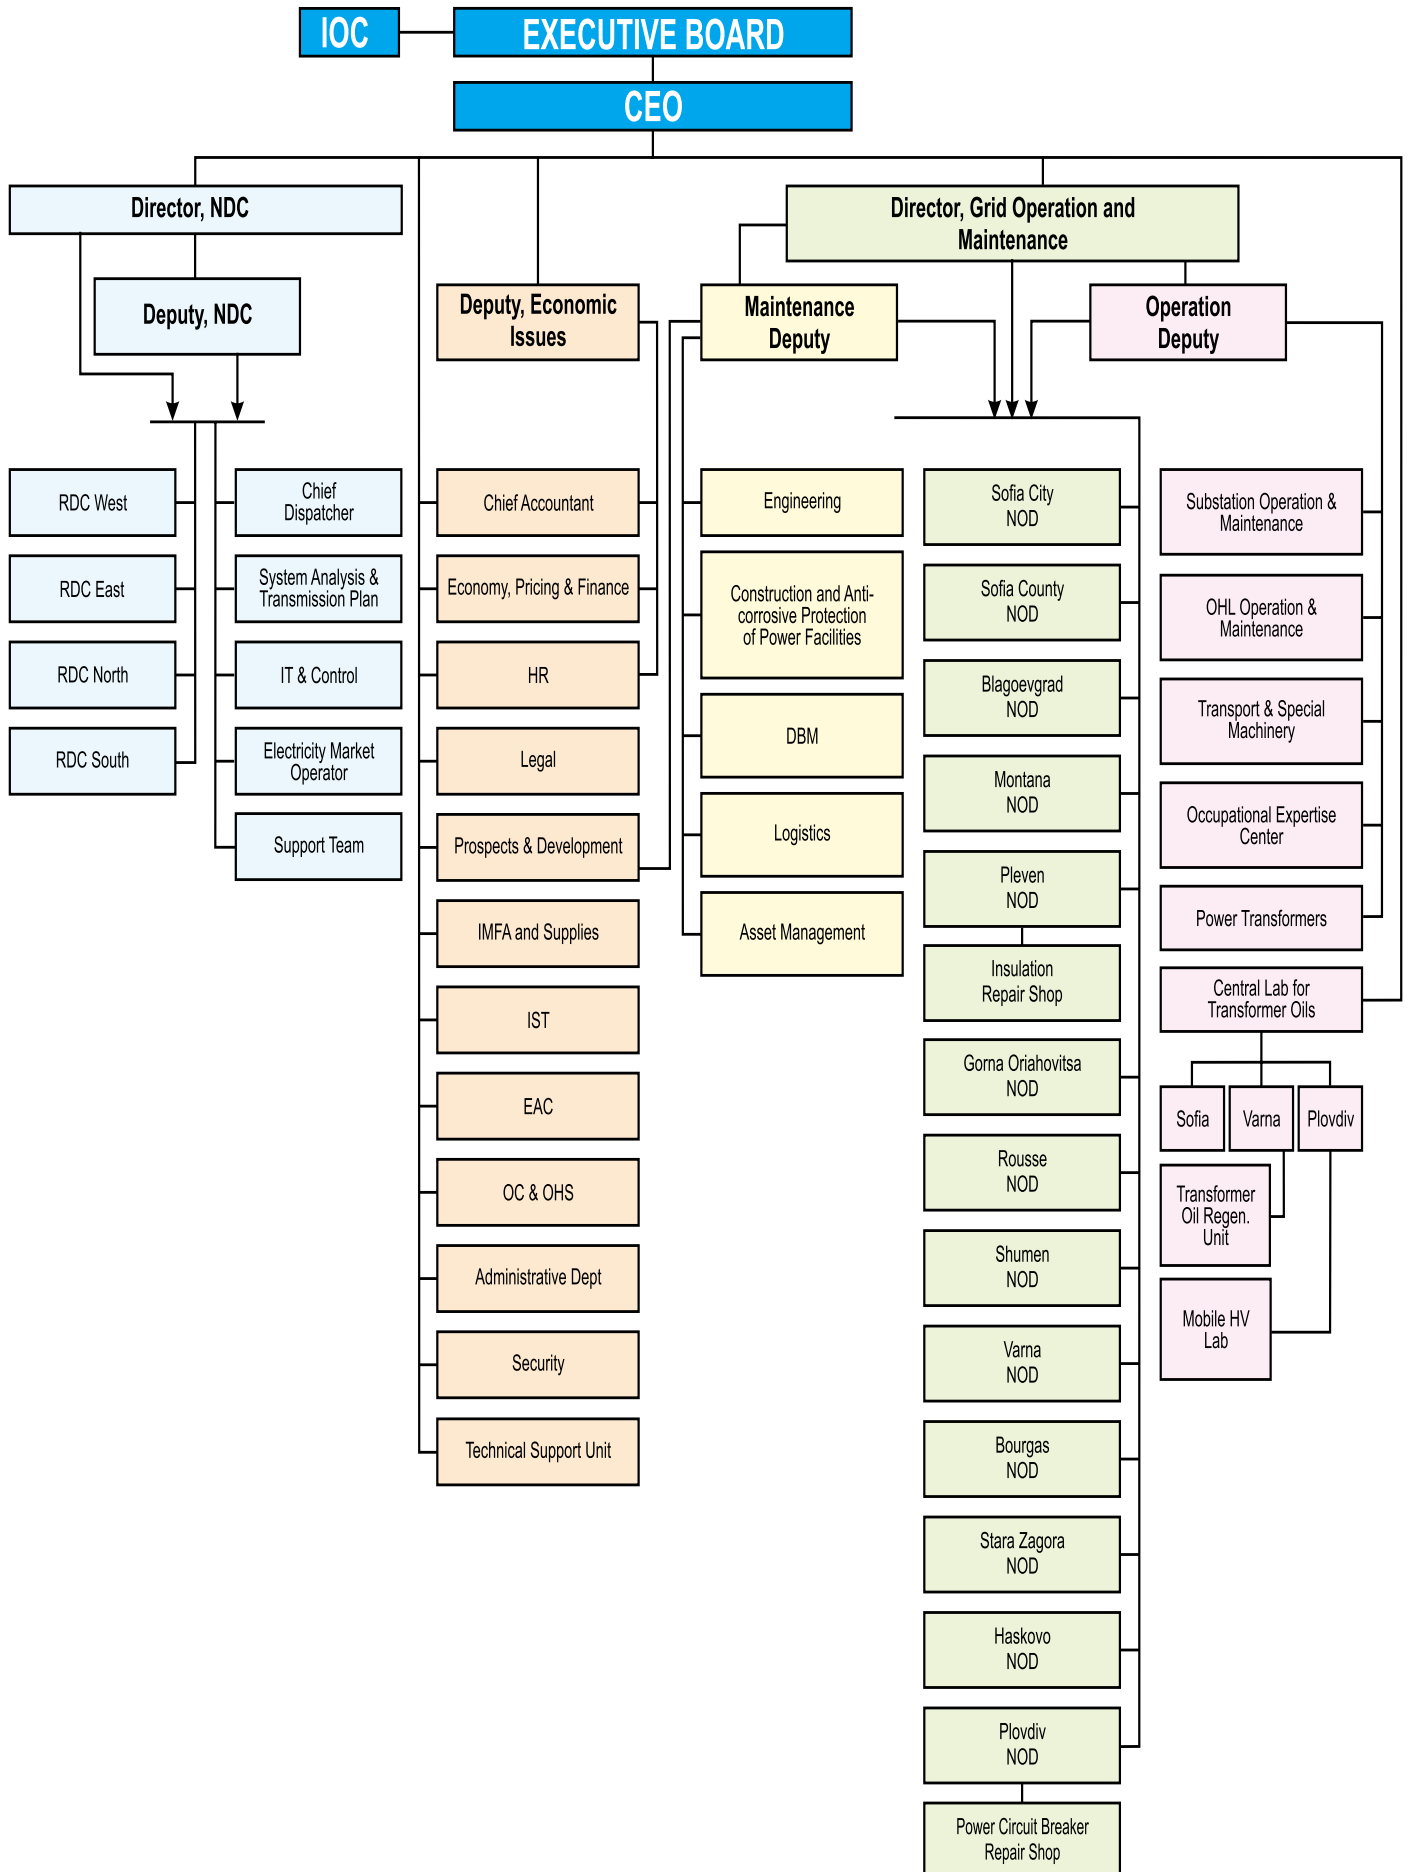 IOC
EXECUTIVE BOARD
CEO
Director, NDC
Deputy, NDC
RDC West
RDC East
RDC North
RDC South
Chief
Dispatcher
System Analysis &
Transmission Plan
IT & Control
Electricity Market
Operator
Support Team
Deputy, Economic
Issues
Chief Accountant
Economy, Pricing & Finance
HR
Legal
Prospects & Development
IMFA and Supplies
IST
EAC
OC & OHS
Administrative Dept
Security
Technical Support Unit
Director, Grid Operation and
Maintenance
Maintenance
Deputy
Engineering
Construction and Anti-
corrosive Protection
of Power Facilities
DBM
Logistics
Asset Management
Sofia City
NOD
Sofia County
NOD
Blagoevgrad
NOD
Montana
NOD
Pleven
NOD
Insulation
Repair Shop
Gorna Oriahovitsa
NOD
Rousse
NOD
Shumen
NOD
Varna
NOD
Bourgas
NOD
Stara Zagora
NOD
Haskovo
NOD
Plovdiv
NOD
Power Circuit Breaker
Repair Shop
Operation
Deputy
Substation Operation &
Maintenance
OHL Operation &
Maintenance
Transport & Special
Machinery
Occupational Expertise
Center
Power Transformers
Central Lab for
Transformer Oils
Sofia
Varna
Plovdiv
Transformer
Oil Regen.
Unit
Mobile HV
Lab